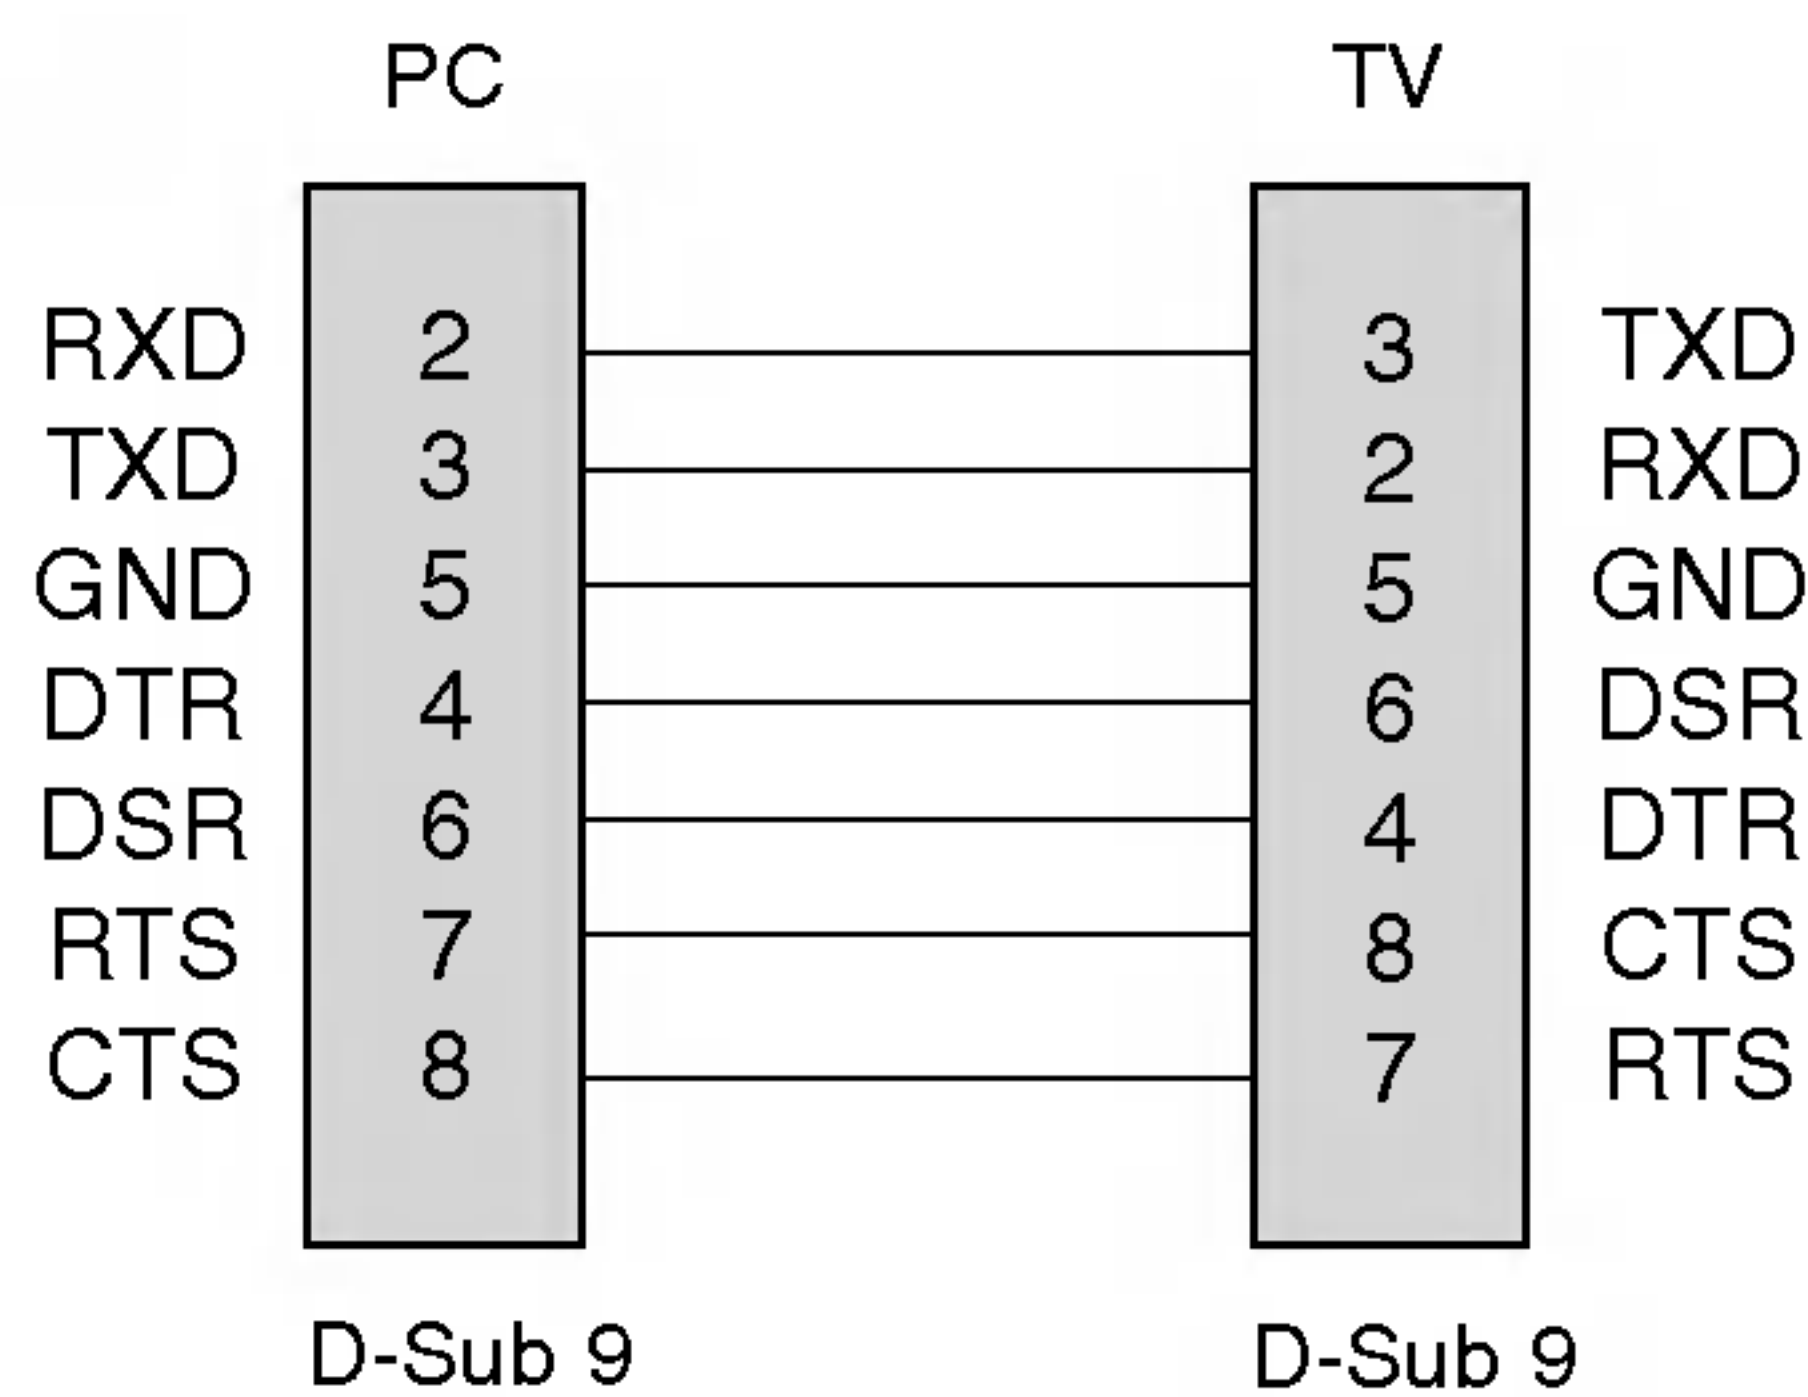 PC TV
RXD 2 3 TXD
TXD 3 2 RXD
GND 5 5 GND
DTR 4 6 DSR
DSR 6 4 DTR
RTS 7 8 CTS
CTS 8 7 RTS
D-Sub 9 D-Sub 9